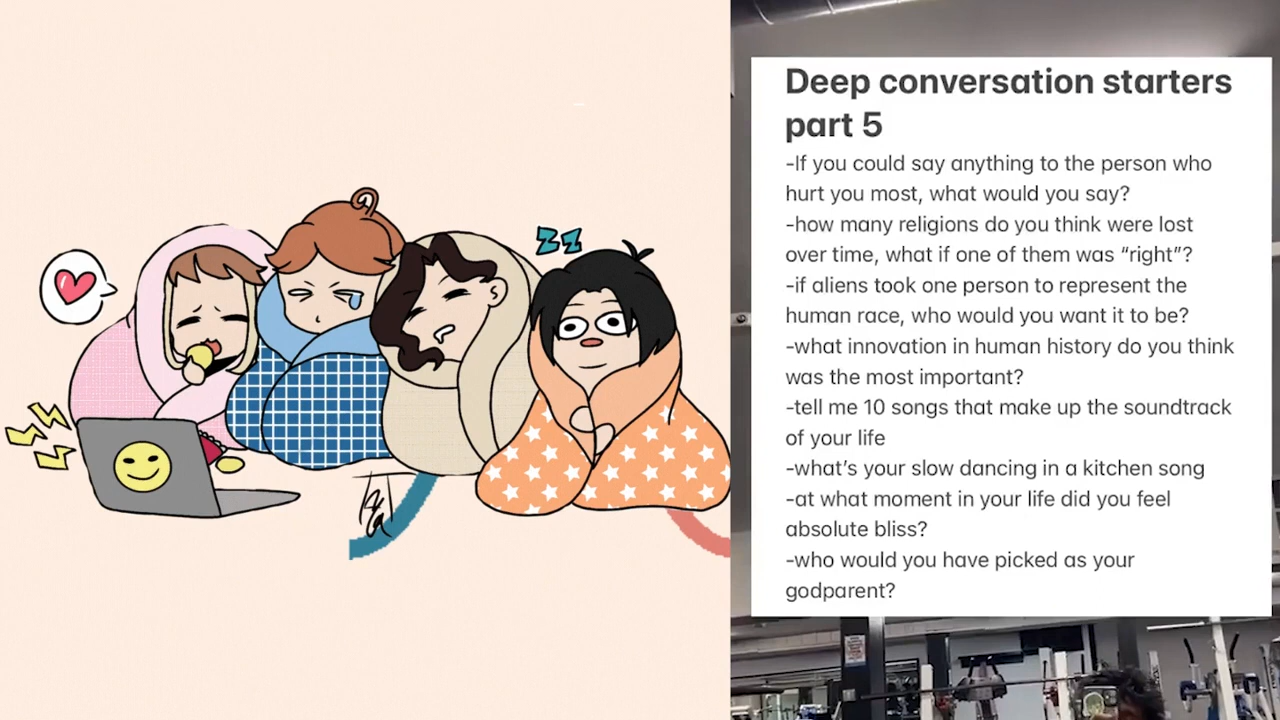 zz
Deep conversation starters
part 5
-If you could say anything to the person who
hurt you most, what would you say?
-how many religions do you think were lost
over time, what if one of them was “right”?
-if aliens took one person to represent the
human race, who would you want it to be?
-what innovation in human history do you think
was the most important?
-tell me 10 songs that make up the soundtrack
of your life
-what’s your slow dancing in a kitchen song
-at what moment in your life did you feel
absolute bliss?
-who would you have picked as your
godparent?